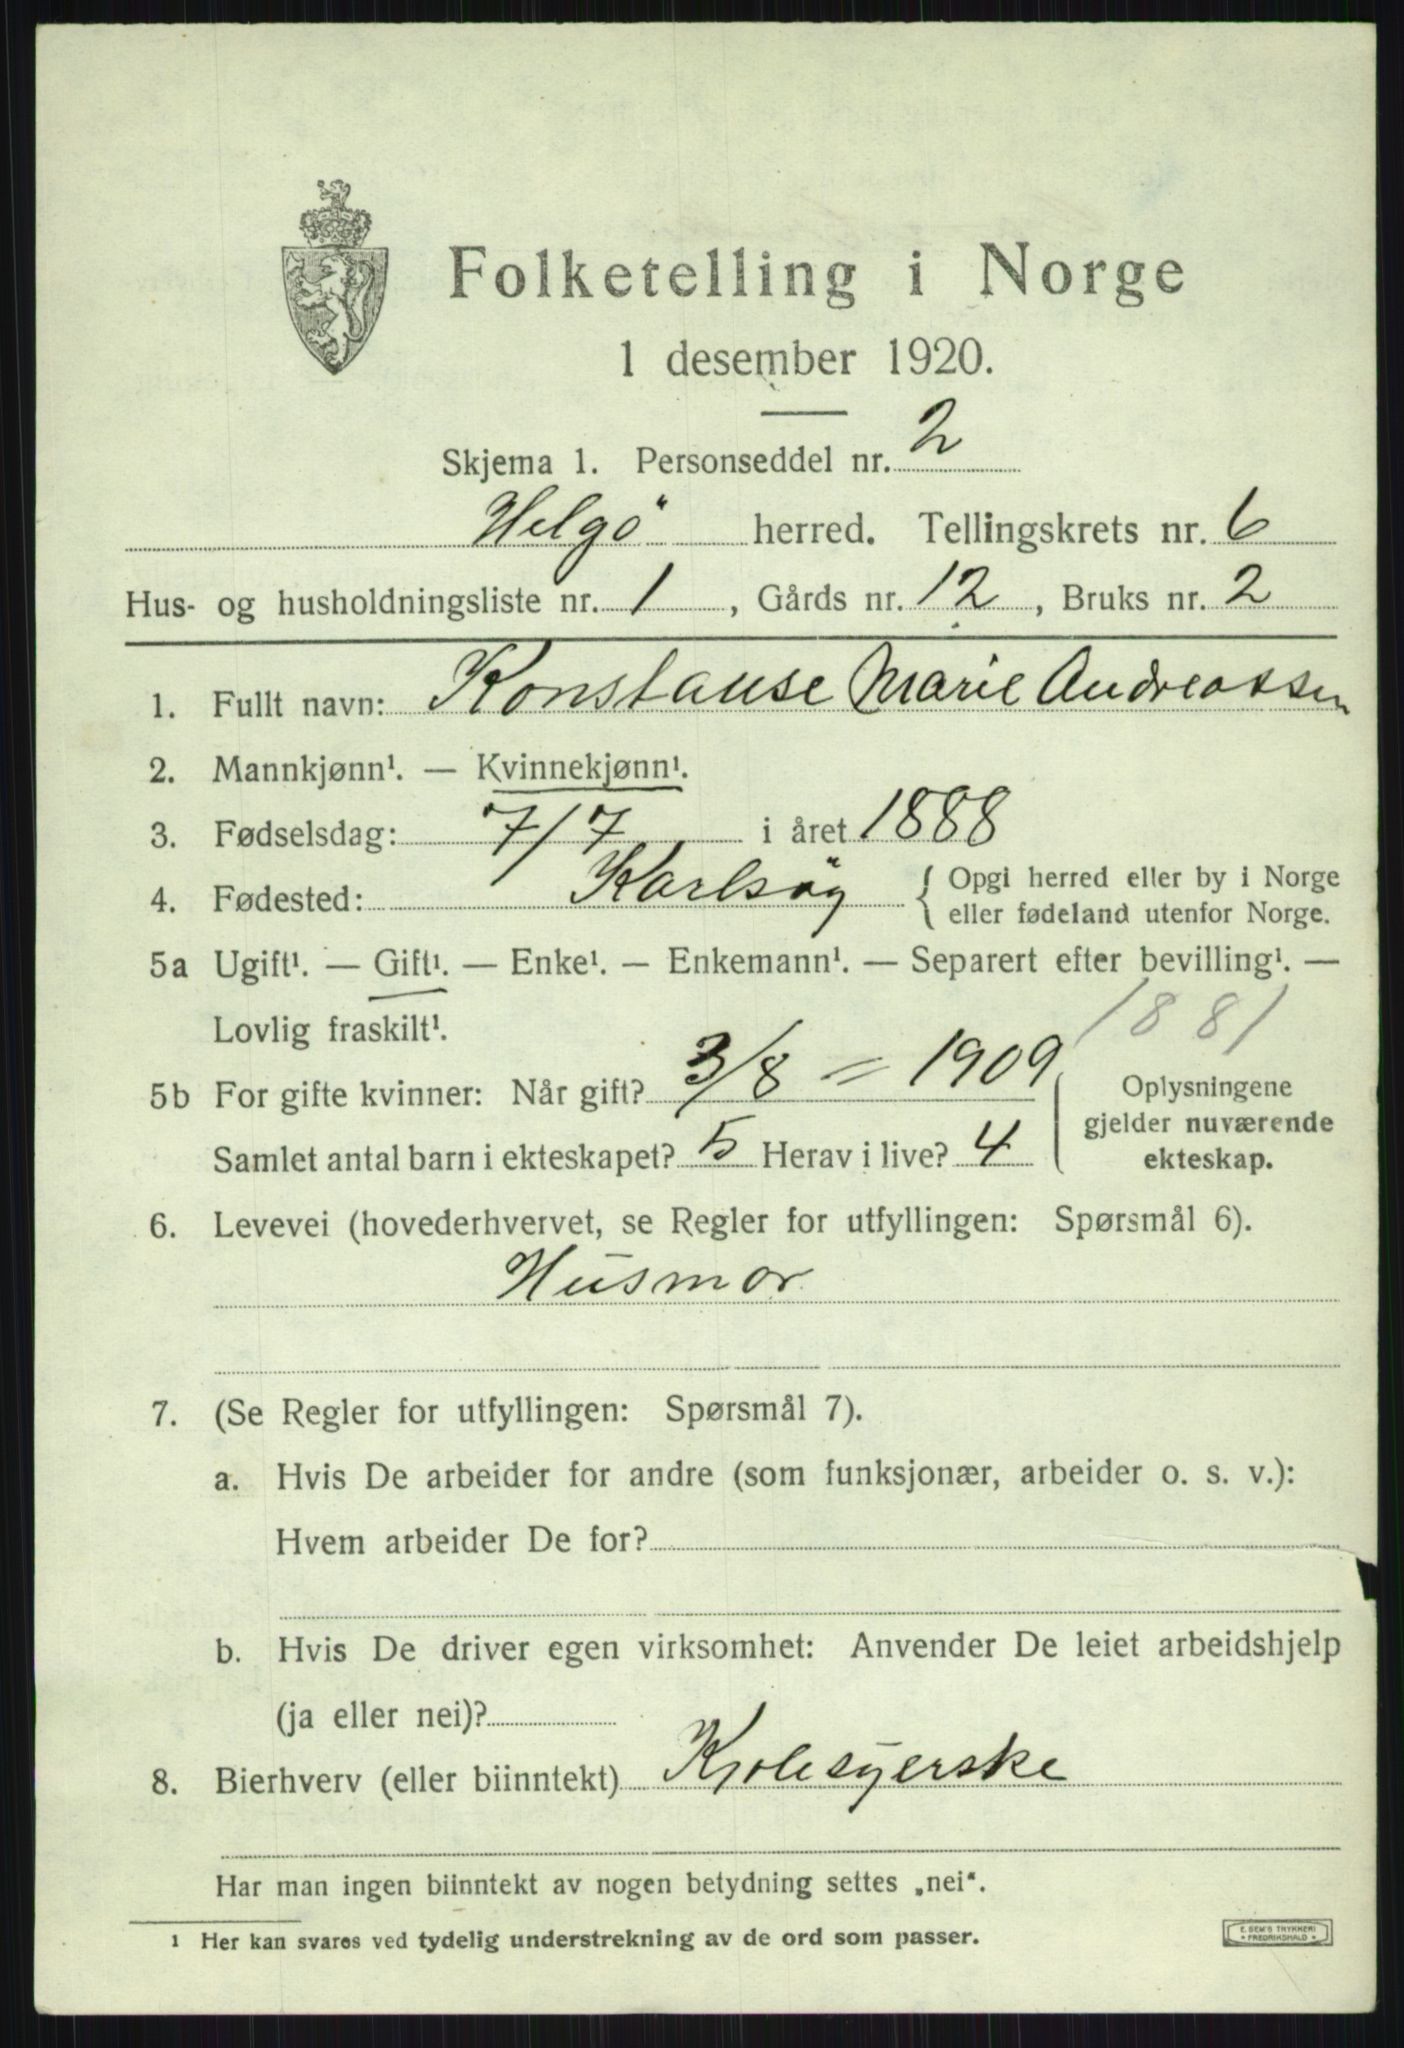 Folketelling i Norge
1 desember 1920.
Skjema 1. Personseddel nr. 2
Helgö herred. Tellingskrets nr. 6
Hus- og husholdningsliste nr. 1, Gårds nr. 12, Bruks nr. 2
1. Fullt navn: Konstanse Marie Andreassen
2. Mannkjønn¹. — Kvinnekjønn¹.
3. Fødselsdag: 7/7 i året 1888
4. Fødested: Karlsöy { Opgi herred eller by i Norge
eller fødeland utenfor Norge.
5a Ugift¹. — Gift¹. — Enke¹. — Enkemann¹. — Separert efter bevilling¹. —
Lovlig fraskilt¹. 1881
5b For gifte kvinner: Når gift? 3/8 = 1909 Oplysningene
gjelder nuværende
Samlet antal barn i ekteskapet? 5 Herav i live? 4 ekteskap.
6. Levevei (hovederhvervet, se Regler for utfyllingen: Spørsmål 6).
Husmor
7. (Se Regler for utfyllingen: Spørsmål 7).
a. Hvis De arbeider for andre (som funksjonær, arbeider o. s. v.):
Hvem arbeider De for?
b. Hvis De driver egen virksomhet: Anvender De leiet arbeidshjelp
(ja eller nei)?
8. Bierhverv (eller biinntekt) Kjolesyerske
Har man ingen biinntekt av nogen betydning settes „nei“.
¹ Her kan svares ved tydelig understrekning av de ord som passer.
E. SEM'S TRYKKERI
* FREDRIKSHALD *